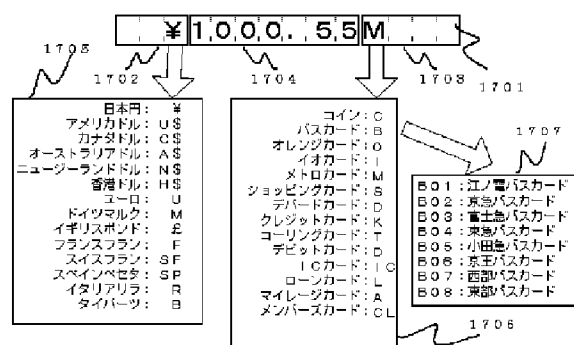 ¥ 1,000.55 M
1705
1702
1704
1703
1701
日本円: ¥
アメリカドル: U$
カナダドル: C$
オーストラリアドル: A$
ニュージーランドドル: N$
香港ドル: H$
ユーロ: U
ドイツマルク: M
イギリスポンド: £
フランスフラン: F
スイスフラン: SF
スペインペセタ: SP
イタリアリラ: R
タイバーツ: B
コイン: C
バスカード: B
オレンジカード: O
イオカード: I
メトロカード: M
ショッピングカード: S
デパートカード: D
クレジットカード: K
コーリングカード: T
デビットカード: D
ICカード: IC
ローンカード: L
マイレージカード: A
メンバーズカード: CL
1706
1707
B01: 江ノ電バスカード
B02: 京急バスカード
B03: 富士急バスカード
B04: 東急バスカード
B05: 小田急バスカード
B06: 京王バスカード
B07: 西部バスカード
B08: 東部バスカード